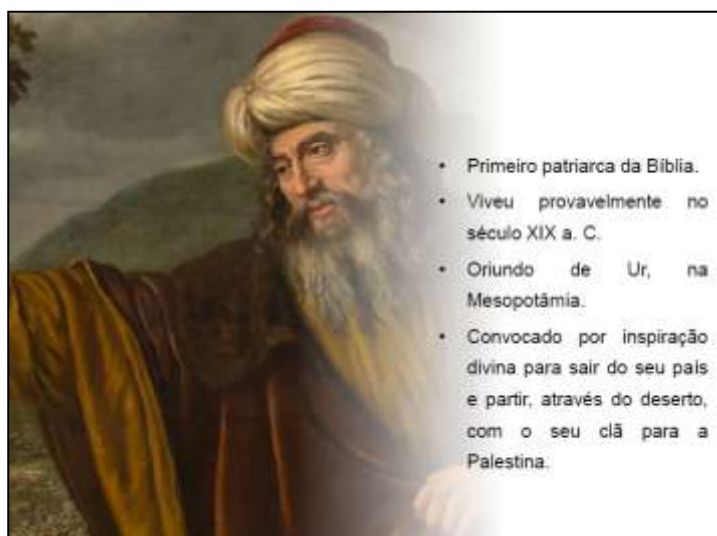 • Primeiro patriarca da Bíblia.
• Viveu provavelmente no
século XIX a. C.
• Oriundo de Ur, na
Mesopotâmia.
• Convocado por inspiração
divina para sair do seu país
e partir, através do deserto,
com o seu clã para a
Palestina.